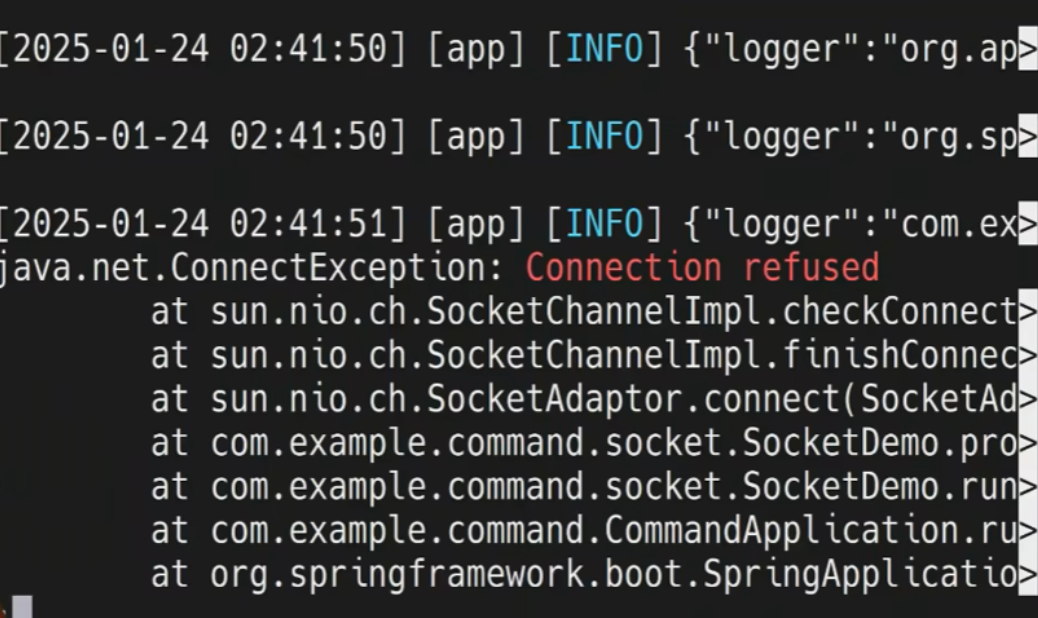 [2025-01-24 02:41:50] [app] [INFO] {"logger":"org.ap>
[2025-01-24 02:41:50] [app] [INFO] {"logger":"org.sp>
[2025-01-24 02:41:51] [app] [INFO] {"logger":"com.ex>
java.net.ConnectException: Connection refused
at sun.nio.ch.SocketChannelImpl.checkConnect>
at sun.nio.ch.SocketChannelImpl.finishConnec>
at sun.nio.ch.SocketAdaptor.connect(SocketAd>
at com.example.command.socket.SocketDemo.pro>
at com.example.command.socket.SocketDemo.run>
at com.example.command.CommandApplication.ru>
at org.springframework.boot.SpringApplicatio>